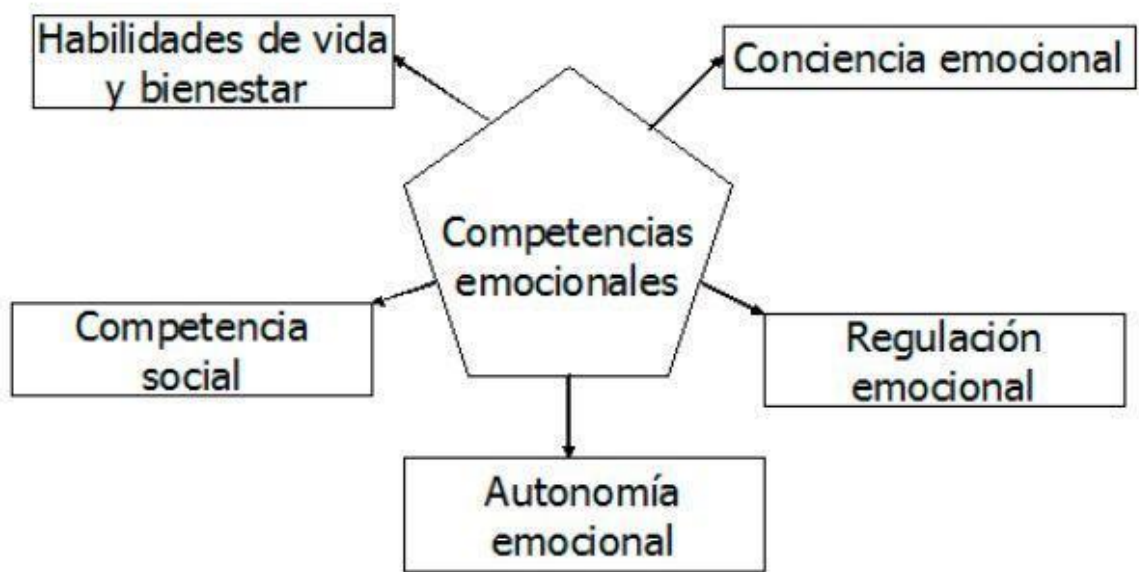 Habilidades de vida
y bienestar
Conciencia emocional
Competencias
emocionales
Competencia
social
Regulación
emocional
Autonomía
emocional